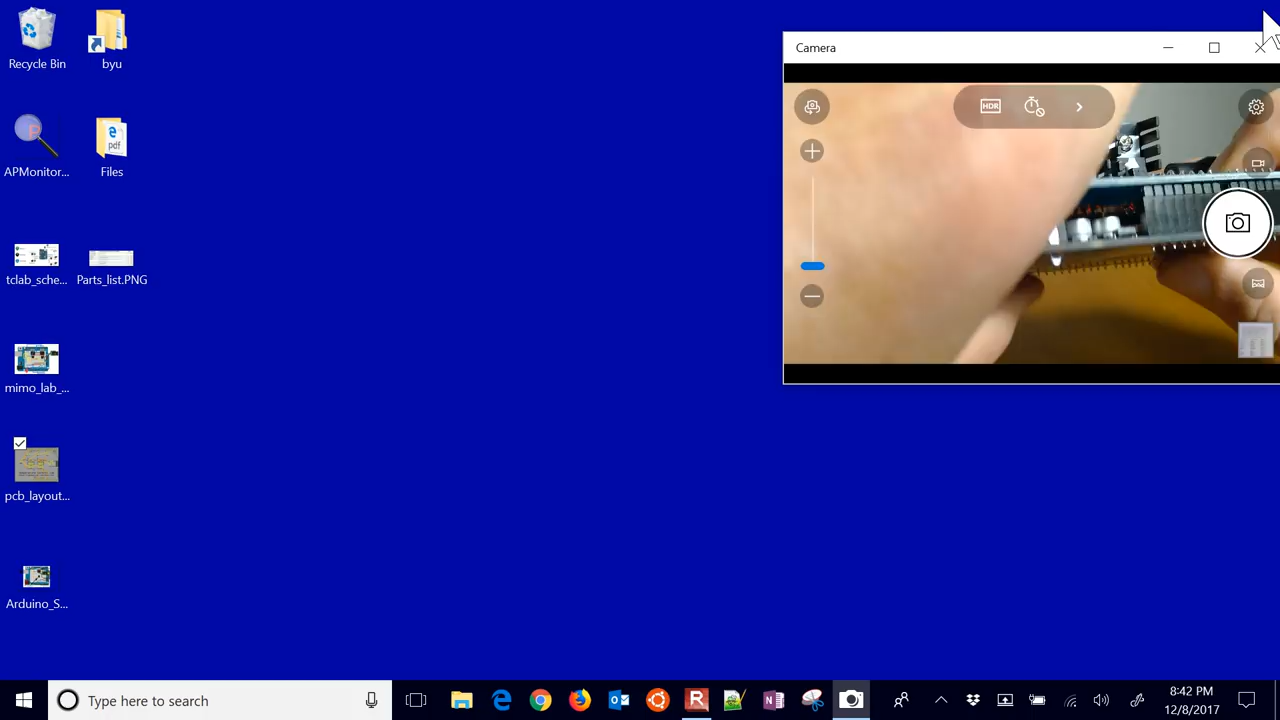 Recycle Bin
byu
APMonitor...
Files
tclab_sche...
Parts_list.PNG
mimo_lab_...
pcb_layout...
Arduino_S...
Camera
HDR
Type here to search
8:42 PM
12/8/2017